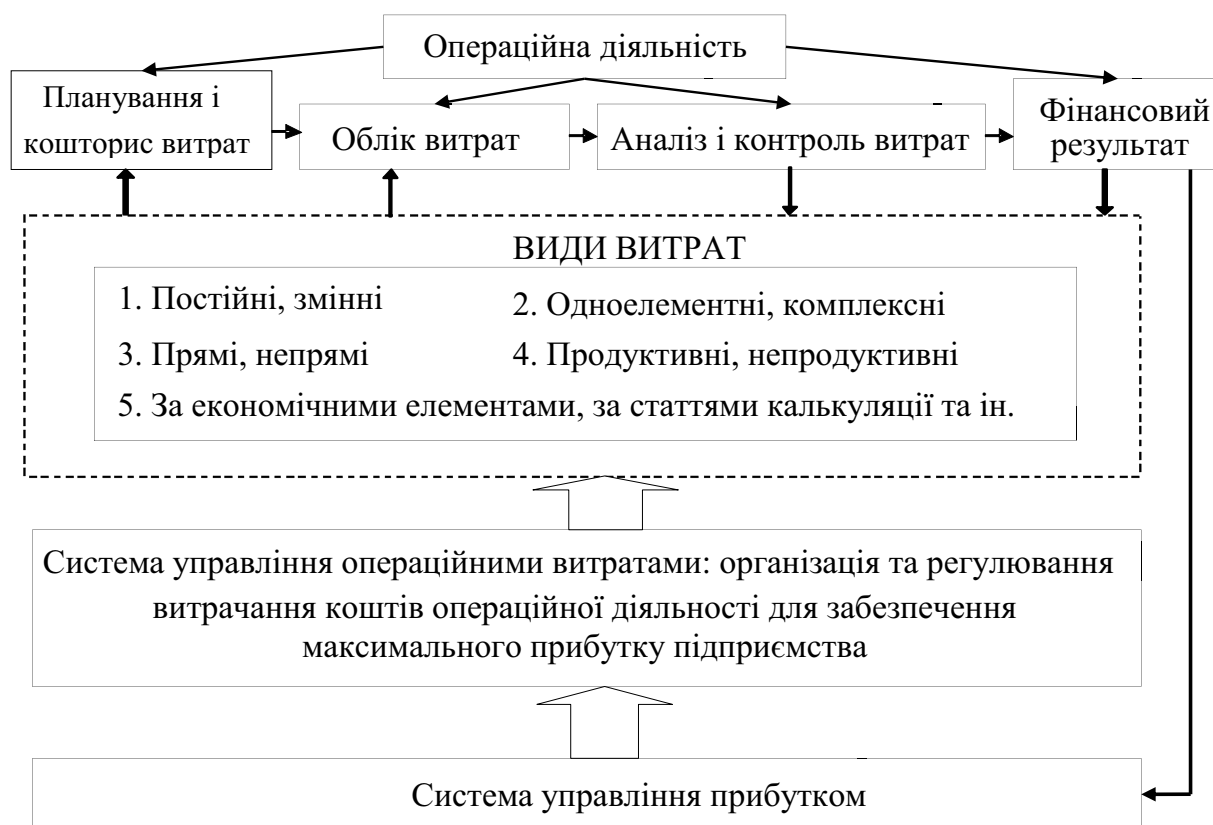 Операційна діяльність
Планування і
кошторис витрат
Облік витрат
Аналіз і контроль витрат
Фінансовий
результат
ВИДИ ВИТРАТ
1. Постійні, змінні
2. Одноелементні, комплексні
3. Прямі, непрямі
4. Продуктивні, непродуктивні
5. За економічними елементами, за статтями калькуляції та ін.
Система управління операційними витратами: організація та регулювання
витрачання коштів операційної діяльності для забезпечення
максимального прибутку підприємства
Система управління прибутком